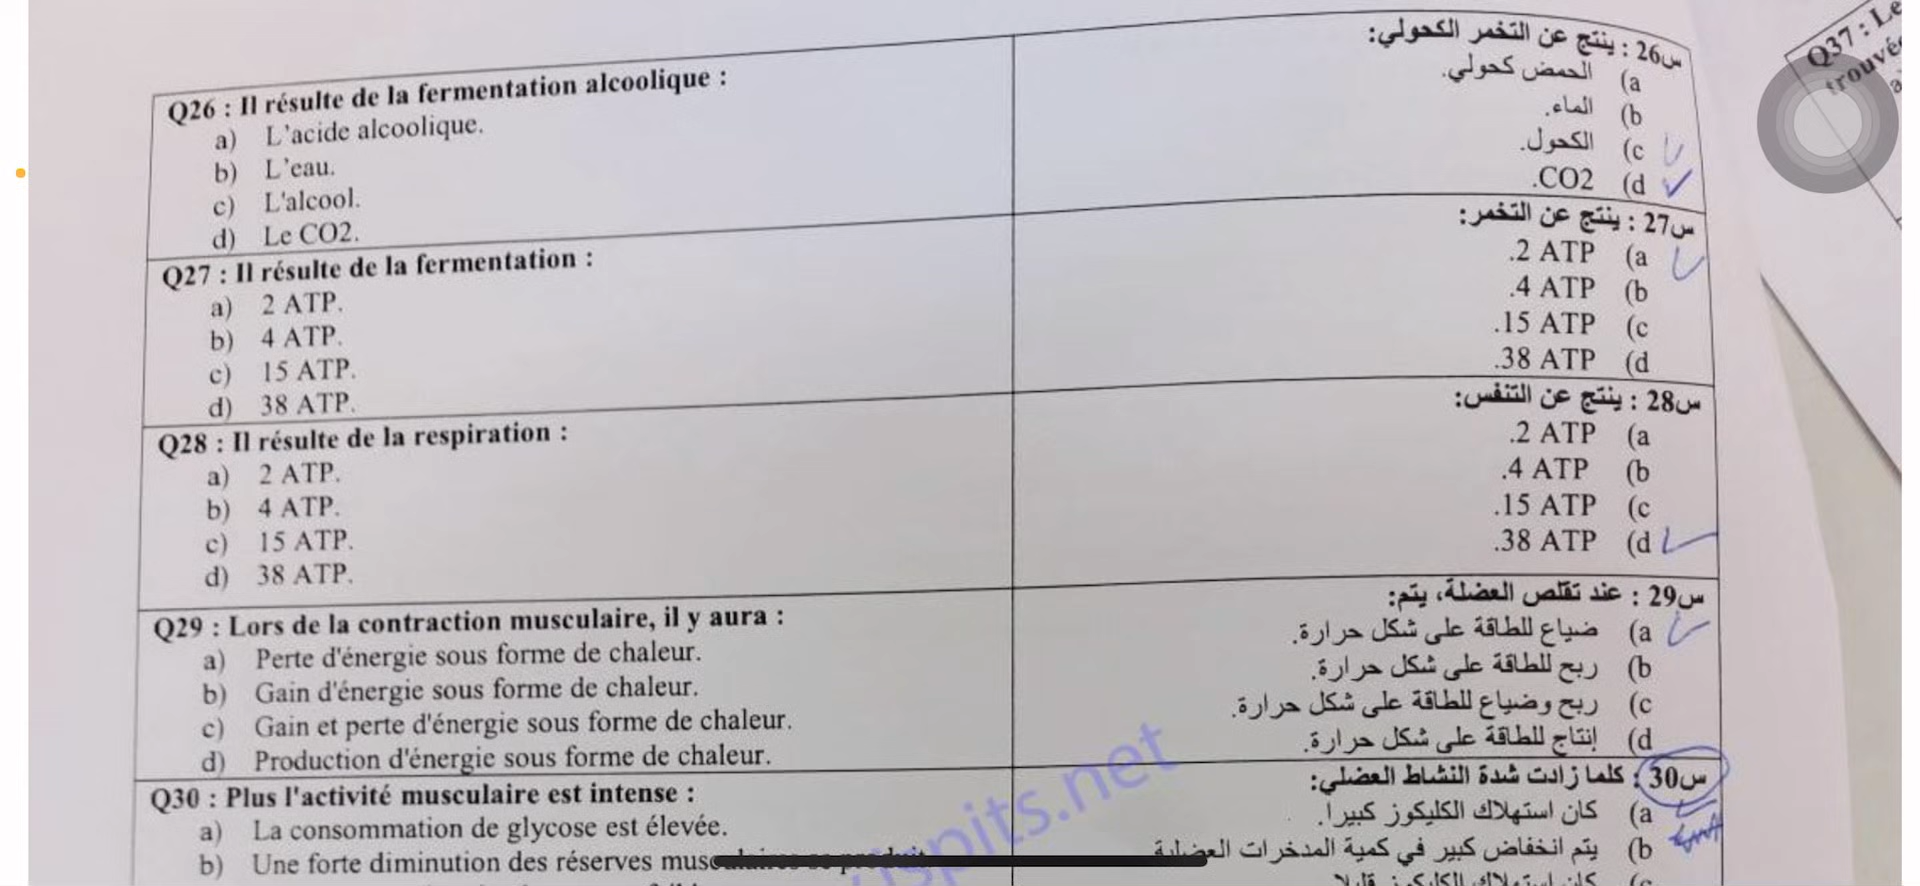 Q26 : Il résulte de la fermentation alcoolique :
a) L'acide alcoolique.
b) L'eau.
c) L'alcool.
d) Le CO2.
Q27 : Il résulte de la fermentation :
a) 2 ATP.
b) 4 ATP.
c) 15 ATP.
d) 38 ATP.
Q28 : Il résulte de la respiration :
a) 2 ATP.
b) 4 ATP.
c) 15 ATP.
d) 38 ATP.
Q29 : Lors de la contraction musculaire, il y aura :
a) Perte d'énergie sous forme de chaleur.
b) Gain d'énergie sous forme de chaleur.
c) Gain et perte d'énergie sous forme de chaleur.
d) Production d'énergie sous forme de chaleur.
Q30 : Plus l'activité musculaire est intense :
a) La consommation de glycose est élevée.
b) Une forte diminution des réserves
س26 : ينتج عن التخمر الكحولي:
a) الحمض كحولي.
b) الماء.
c) الكحول.
d) CO2.
س27 : ينتج عن التخمر:
a) 2 ATP.
b) 4 ATP.
c) 15 ATP.
d) 38 ATP.
س28 : ينتج عن التنفس:
a) 2 ATP.
b) 4 ATP.
c) 15 ATP.
d) 38 ATP.
س29 : عند تقلص العضلة، يتم:
a) ضياع للطاقة على شكل حرارة.
b) ربح للطاقة على شكل حرارة.
c) ربح وضياع للطاقة على شكل حرارة.
d) إنتاج للطاقة على شكل حرارة.
س30 : كلما زادت شدة النشاط العضلي:
a) كان استهلاك الكليكوز كبيرا.
b) يتم انخفاض كبير في كمية المدخرات العضلية
كان استهلاك الكليكوز قليلا
ispits.net
Q37 : Le
trouvé
a